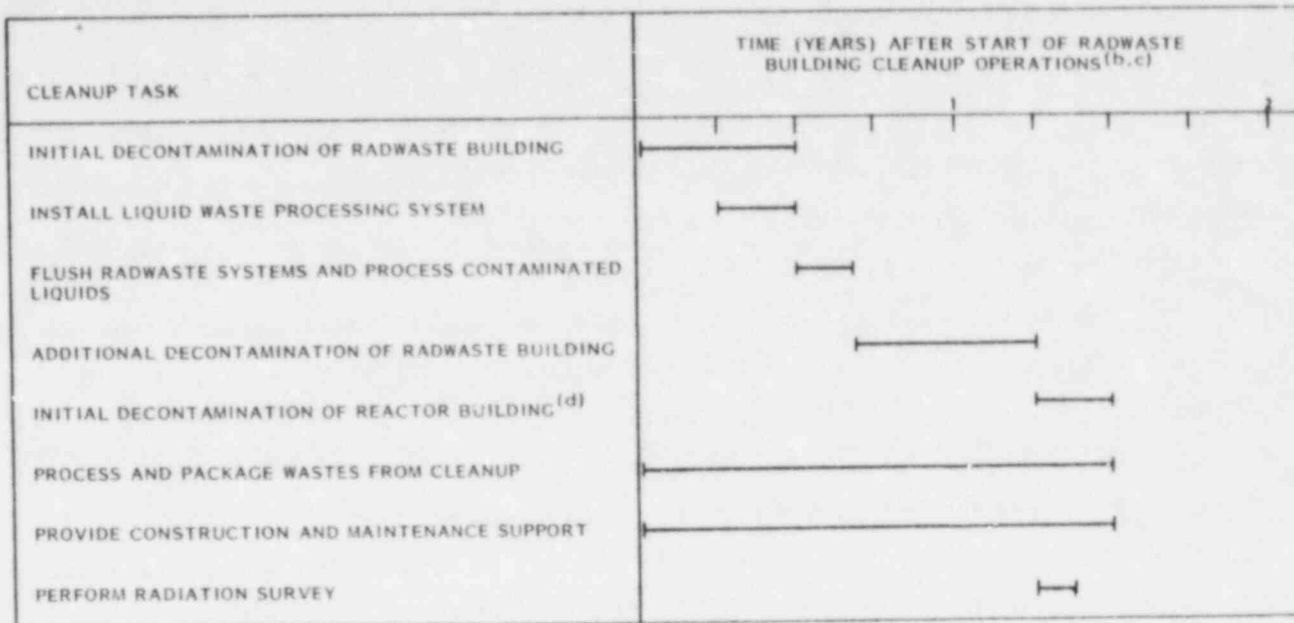 TIME (YEARS) AFTER START OF RADWASTE
BUILDING CLEANUP OPERATIONS(b,c)
CLEANUP TASK
1
2
INITIAL DECONTAMINATION OF RADWASTE BUILDING
INSTALL LIQUID WASTE PROCESSING SYSTEM
FLUSH RADWASTE SYSTEMS AND PROCESS CONTAMINATED
LIQUIDS
ADDITIONAL DECONTAMINATION OF RADWASTE BUILDING
INITIAL DECONTAMINATION OF REACTOR BUILDING(d)
PROCESS AND PACKAGE WASTES FROM CLEANUP
PROVIDE CONSTRUCTION AND MAINTENANCE SUPPORT
PERFORM RADIATION SURVEY